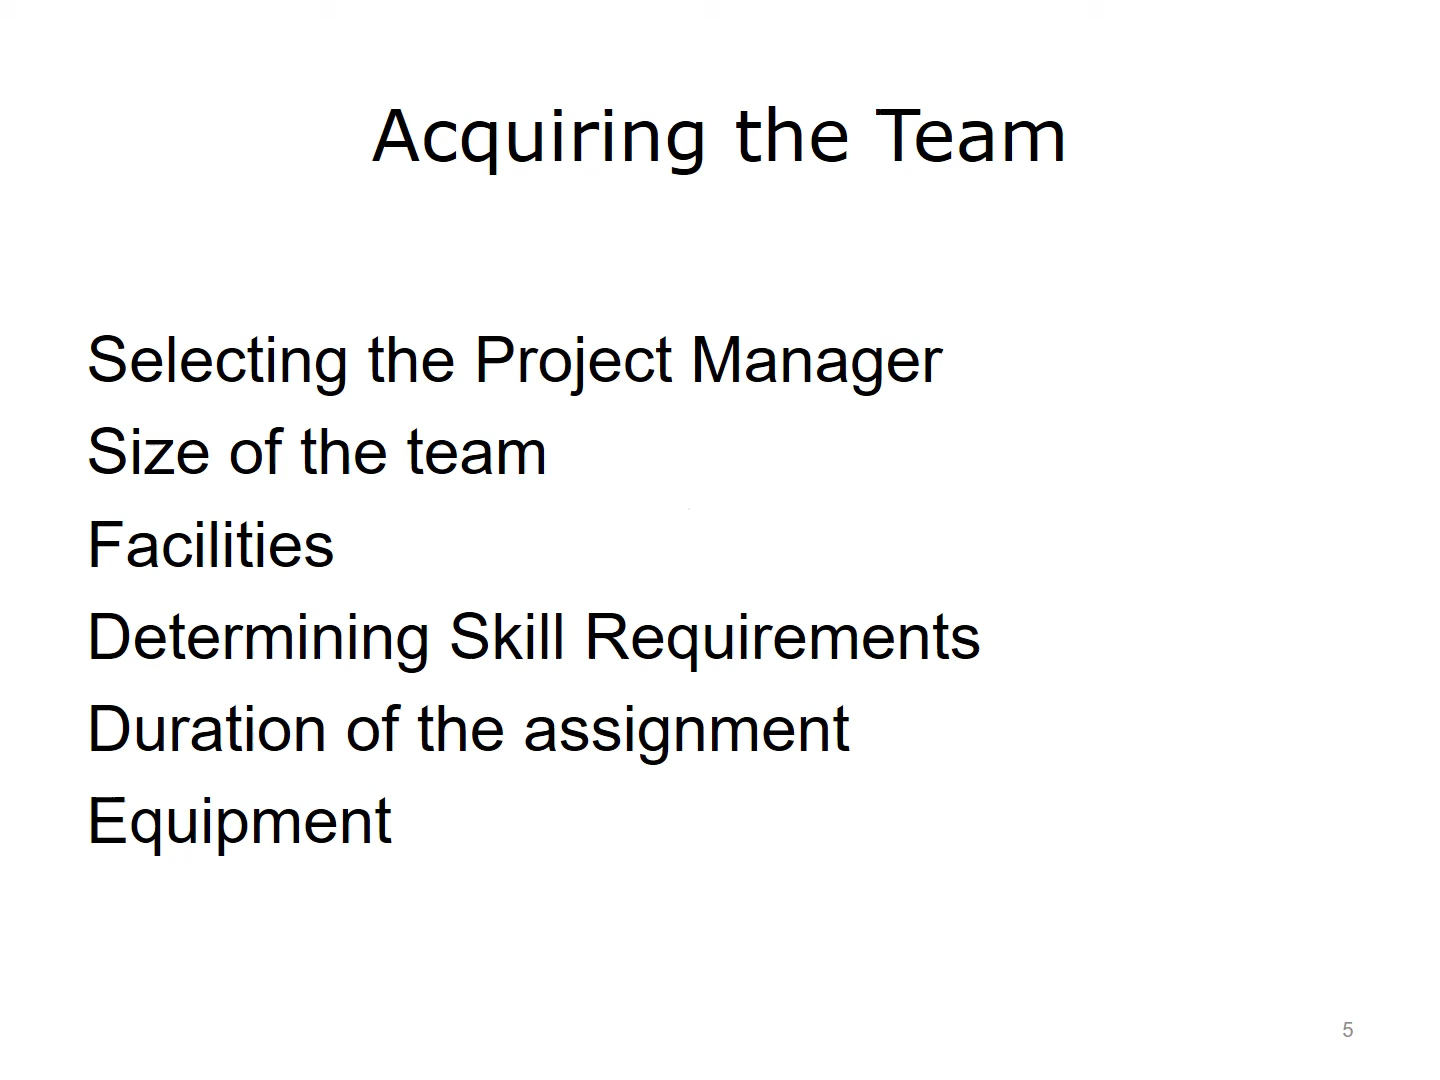 Acquiring the Team
Selecting the Project Manager
Size of the team
Facilities
Determining Skill Requirements
Duration of the assignment
Equipment
5